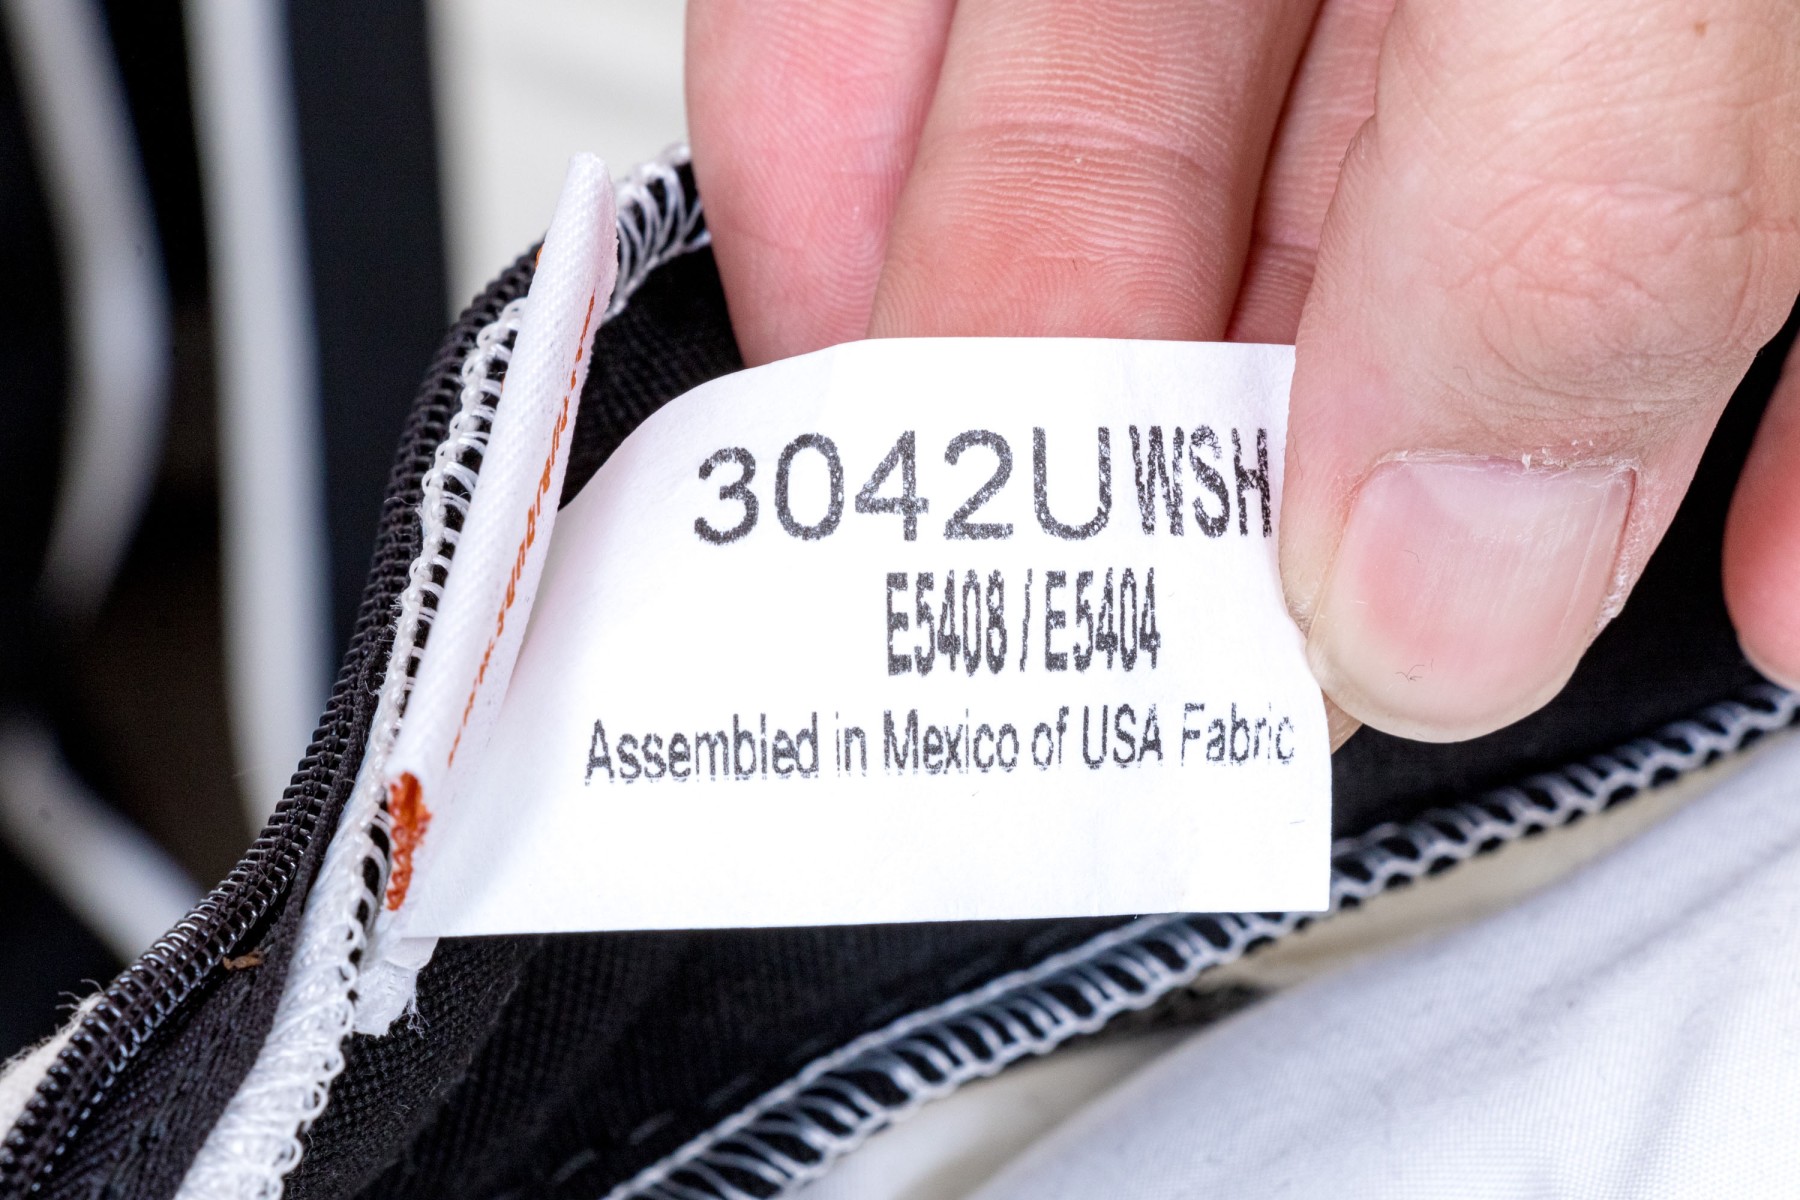 3042U WSH
E5408 / E5404
Assembled in Mexico of USA Fabric